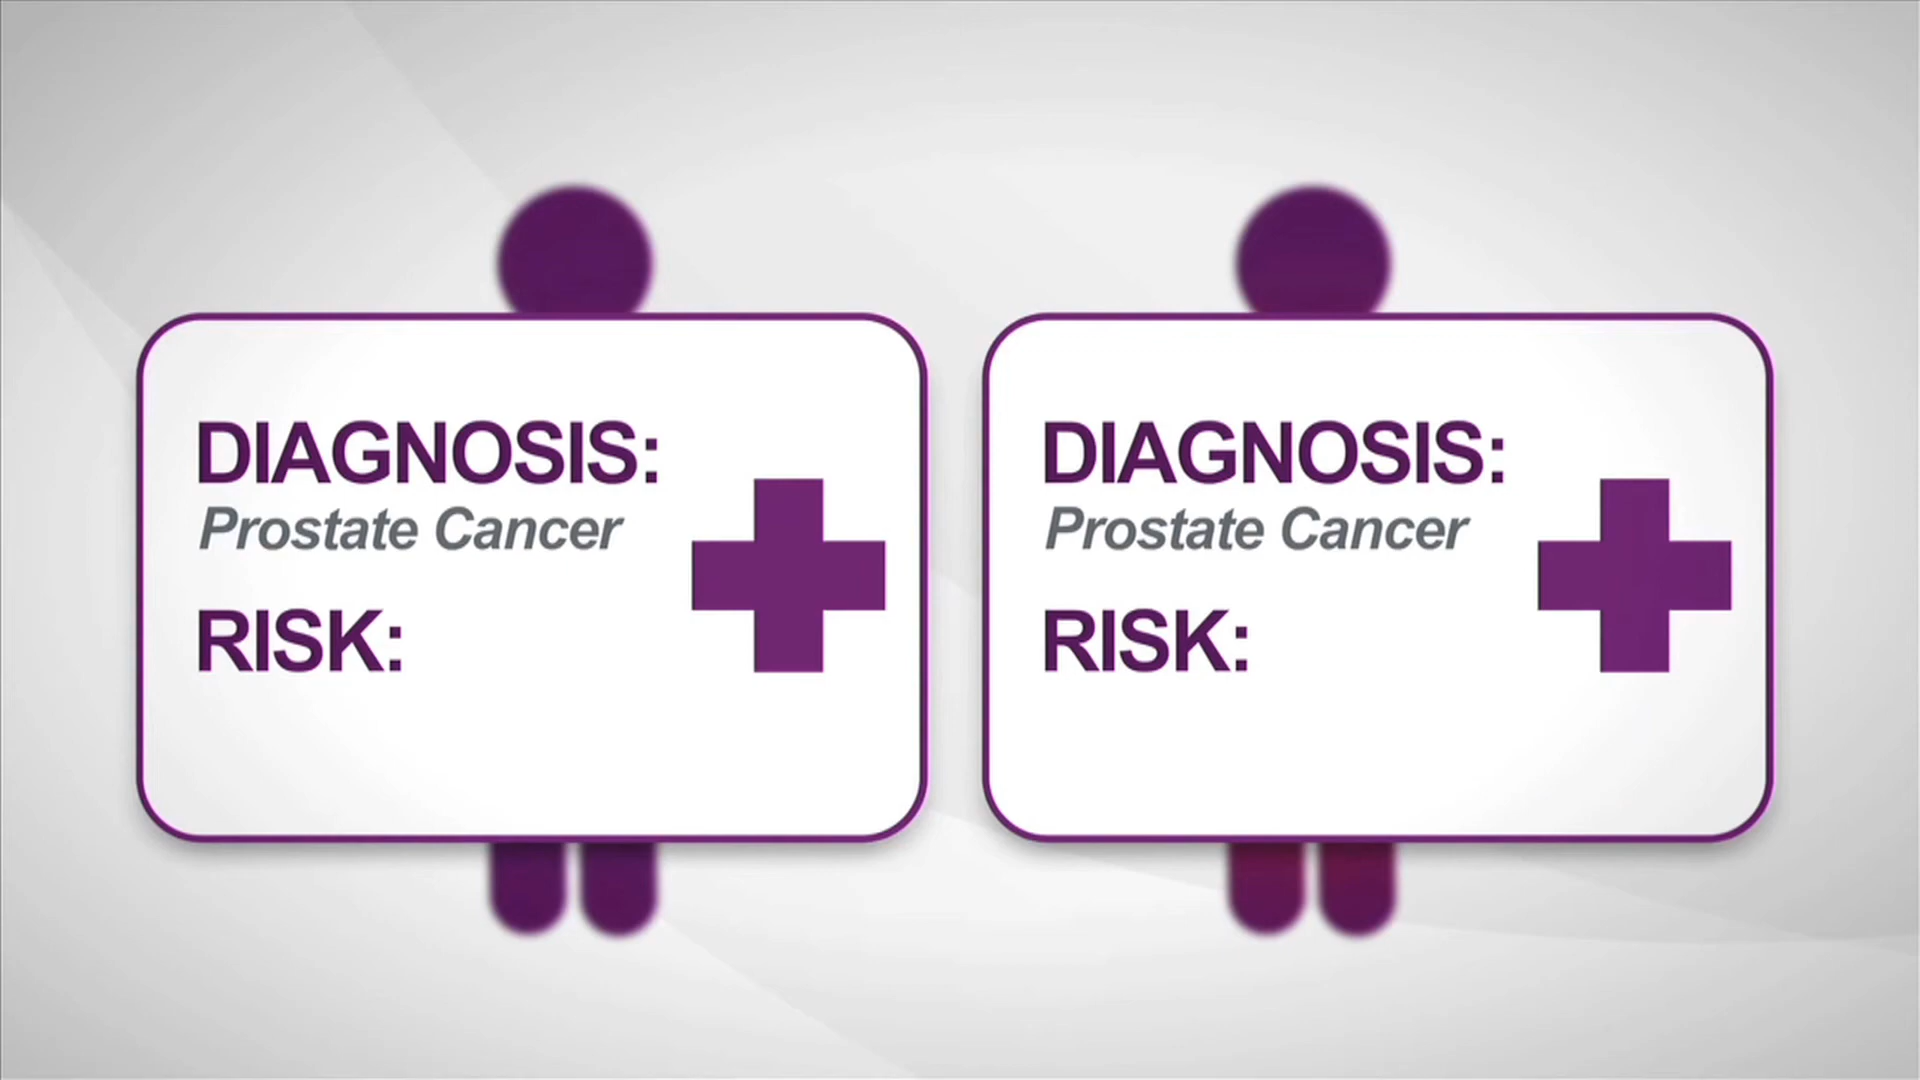 DIAGNOSIS:
Prostate Cancer
RISK:
DIAGNOSIS:
Prostate Cancer
RISK: